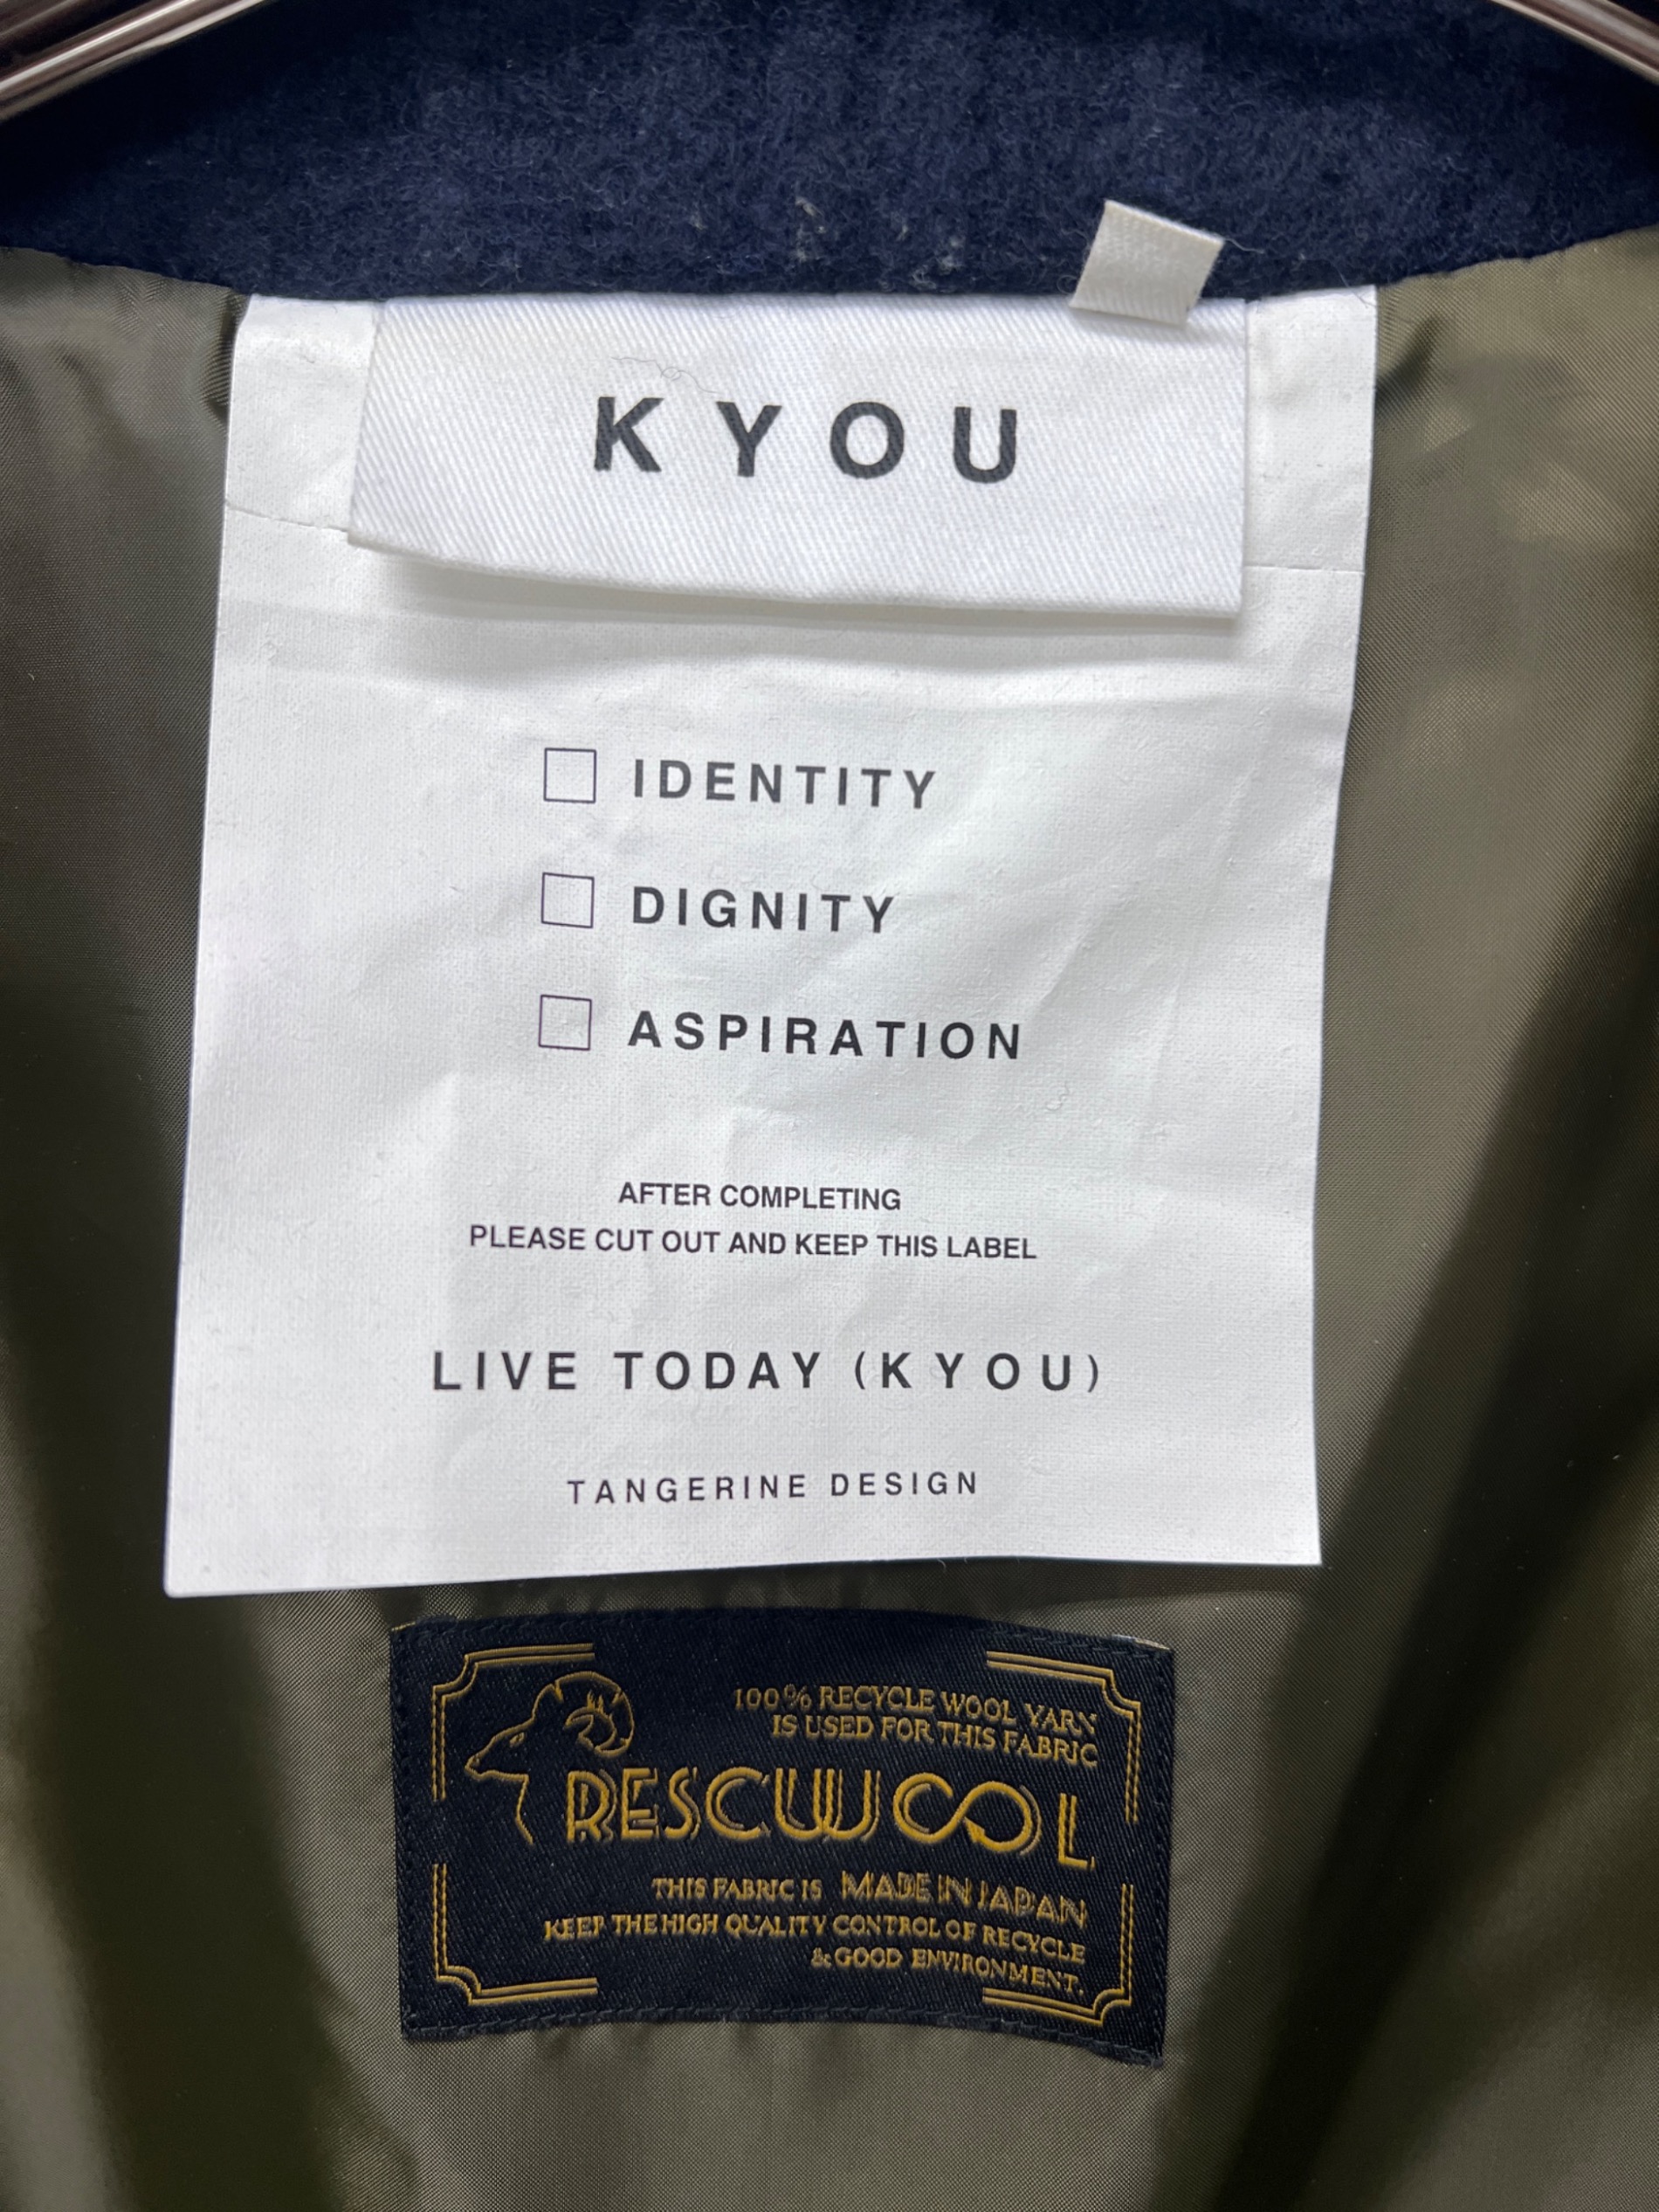 KYOU
IDENTITY
DIGNITY
ASPIRATION
AFTER COMPLETING
PLEASE CUT OUT AND KEEP THIS LABEL
LIVE TODAY (KYOU)
TANGERINE DESIGN
100% RECYCLE WOOL YARN
IS USED FOR THIS FABRIC
RESCWOOL
THIS FABRIC IS MADE IN JAPAN
KEEP THE HIGH QUALITY CONTROL OF RECYCLE
& GOOD ENVIRONMENT.